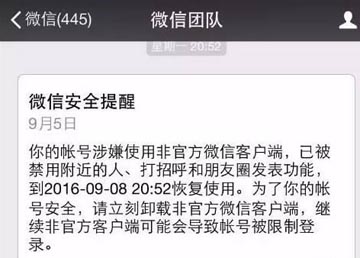 微信(445)
微信团队
星期一 20:52
微信安全提醒
9月5日
你的帐号涉嫌使用非官方微信客户端，已被
禁用附近的人、打招呼和朋友圈发表功能，
到2016-09-08 20:52恢复使用。为了你的帐
号安全，请立刻卸载非官方微信客户端，继
续非官方客户端可能会导致帐号被限制登
录。